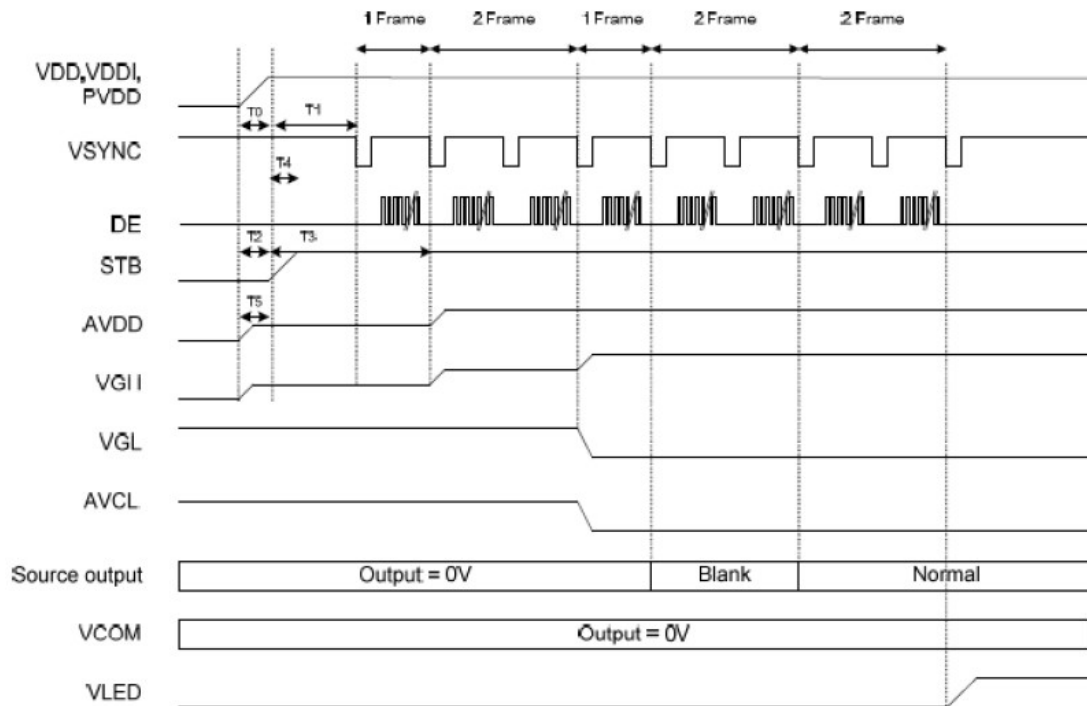 1 Frame 2 Frame 1 Frame 2 Frame 2 Frame
VDD,VDDI,
PVDD
T0 T1
VSYNC
T4
DE
T2 T3
STB
T5
AVDD
VGH
VGL
AVCL
Source output Output = 0V Blank Normal
VCOM Output = 0V
VLED